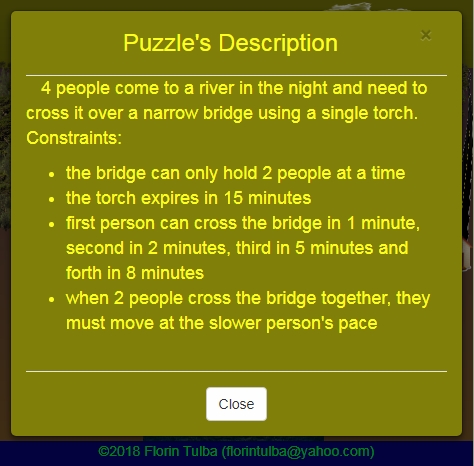 Puzzle's Description
×
4 people come to a river in the night and need to
cross it over a narrow bridge using a single torch.
Constraints:
• the bridge can only hold 2 people at a time
• the torch expires in 15 minutes
• first person can cross the bridge in 1 minute,
second in 2 minutes, third in 5 minutes and
forth in 8 minutes
• when 2 people cross the bridge together, they
must move at the slower person's pace
Close
©2018 Florin Tulba (florintulba@yahoo.com)